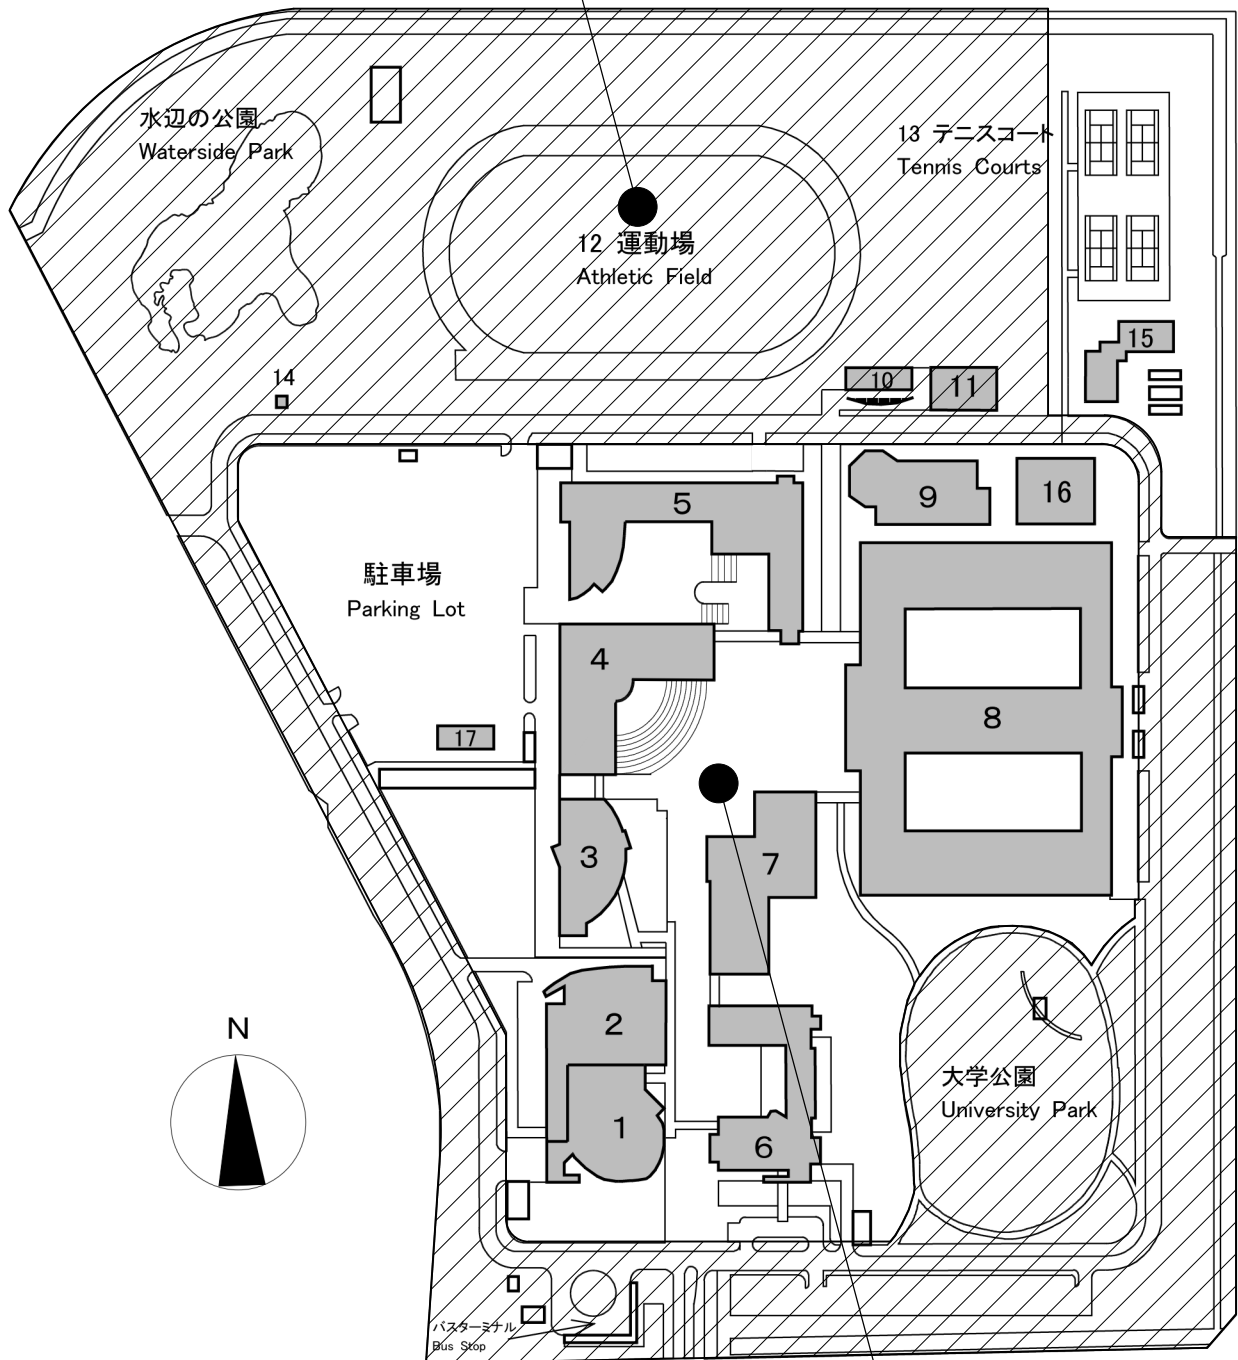 水辺の公園
Waterside Park
13 テニスコート
Tennis Courts
12 運動場
Athletic Field
15
14
10
11
5
9
16
駐車場
Parking Lot
4
8
17
3
7
2
N
大学公園
University Park
1
6
バスターミナル
Bus Stop